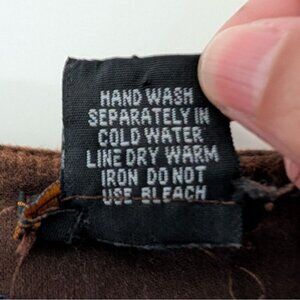 HAND WASH
SEPARATELY IN
COLD WATER
LINE DRY WARM
IRON DO NOT
USE BLEACH